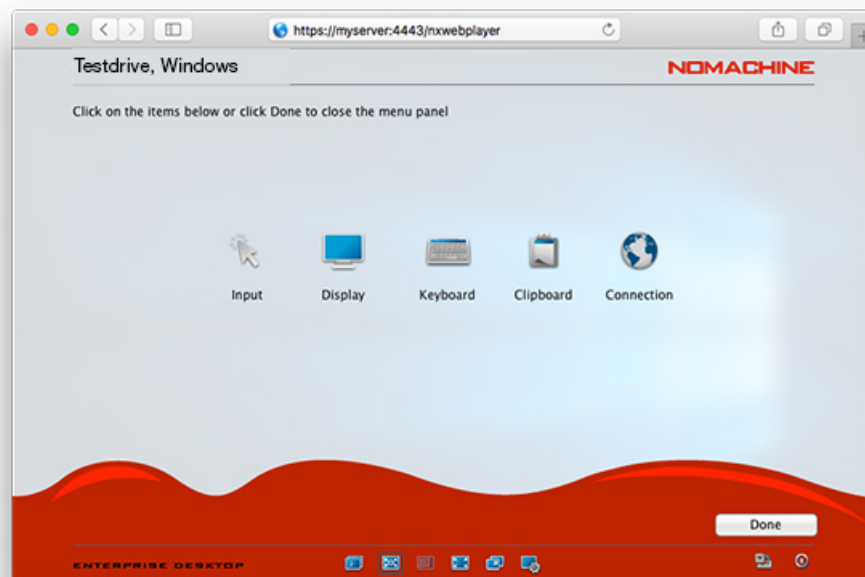 https://myserver:4443/nxwebplayer
Testdrive, Windows
NOMACHINE
Click on the items below or click Done to close the menu panel
Input
Display
Keyboard
Clipboard
Connection
Done
ENTERPRISE DESKTOP